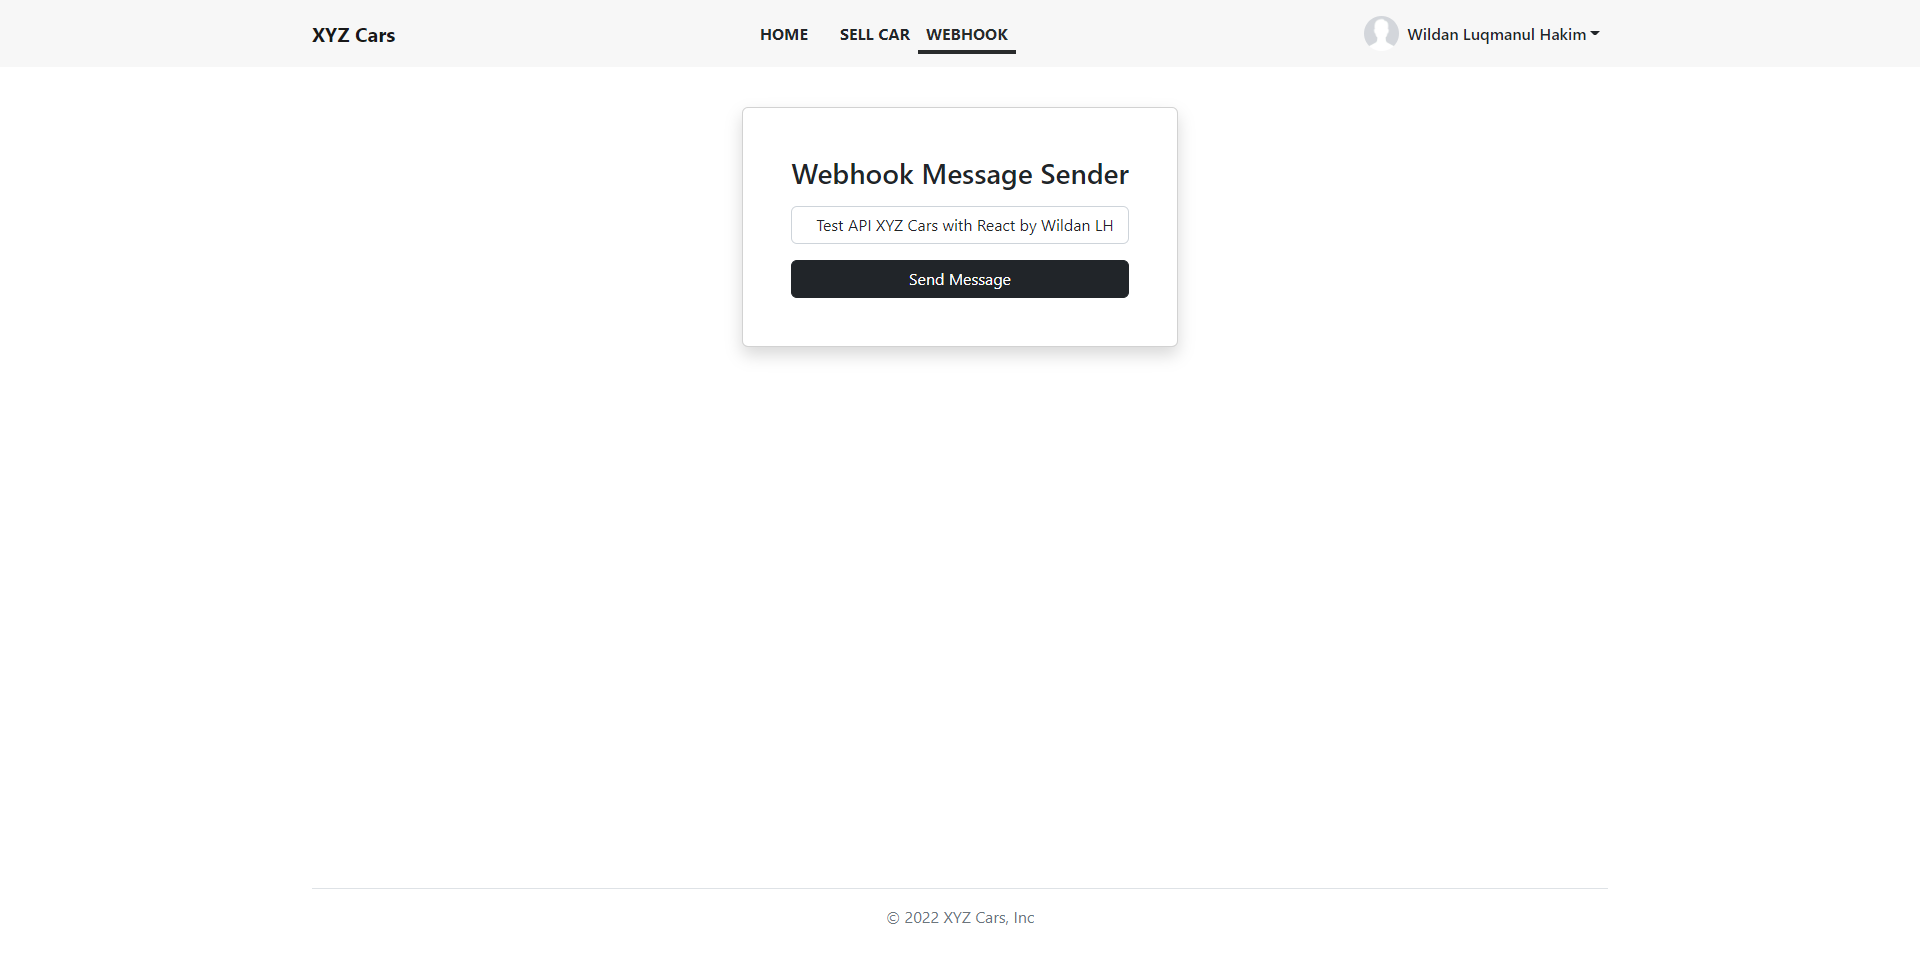 XYZ Cars HOME SELL CAR WEBHOOK Wildan Luqmanul Hakim
Webhook Message Sender
Test API XYZ Cars with React by Wildan LH
Send Message
© 2022 XYZ Cars, Inc